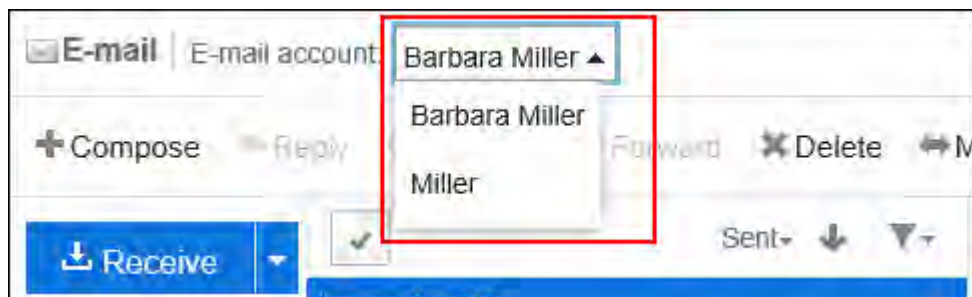 E-mail E-mail account: Barbara Miller
Barbara Miller
Compose Reply Forward Delete M
Miller
Receive Sent